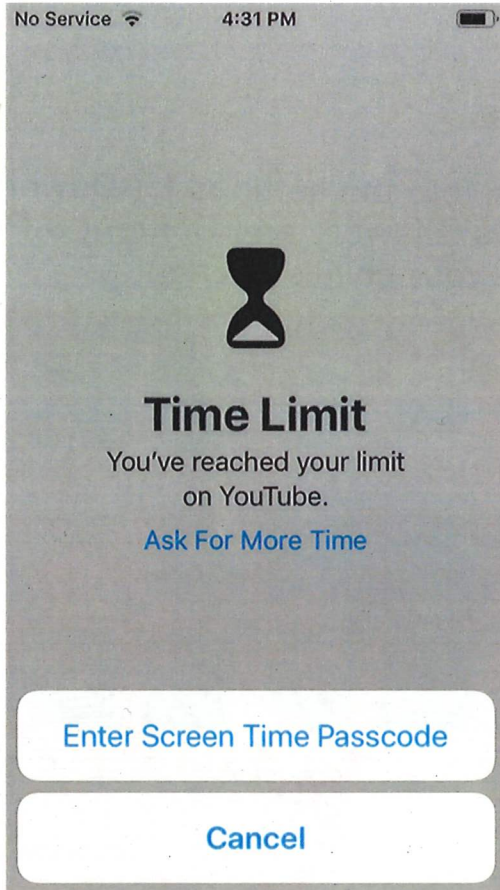 No Service 4:31 PM
Time Limit
You've reached your limit
on YouTube.
Ask For More Time
Enter Screen Time Passcode
Cancel